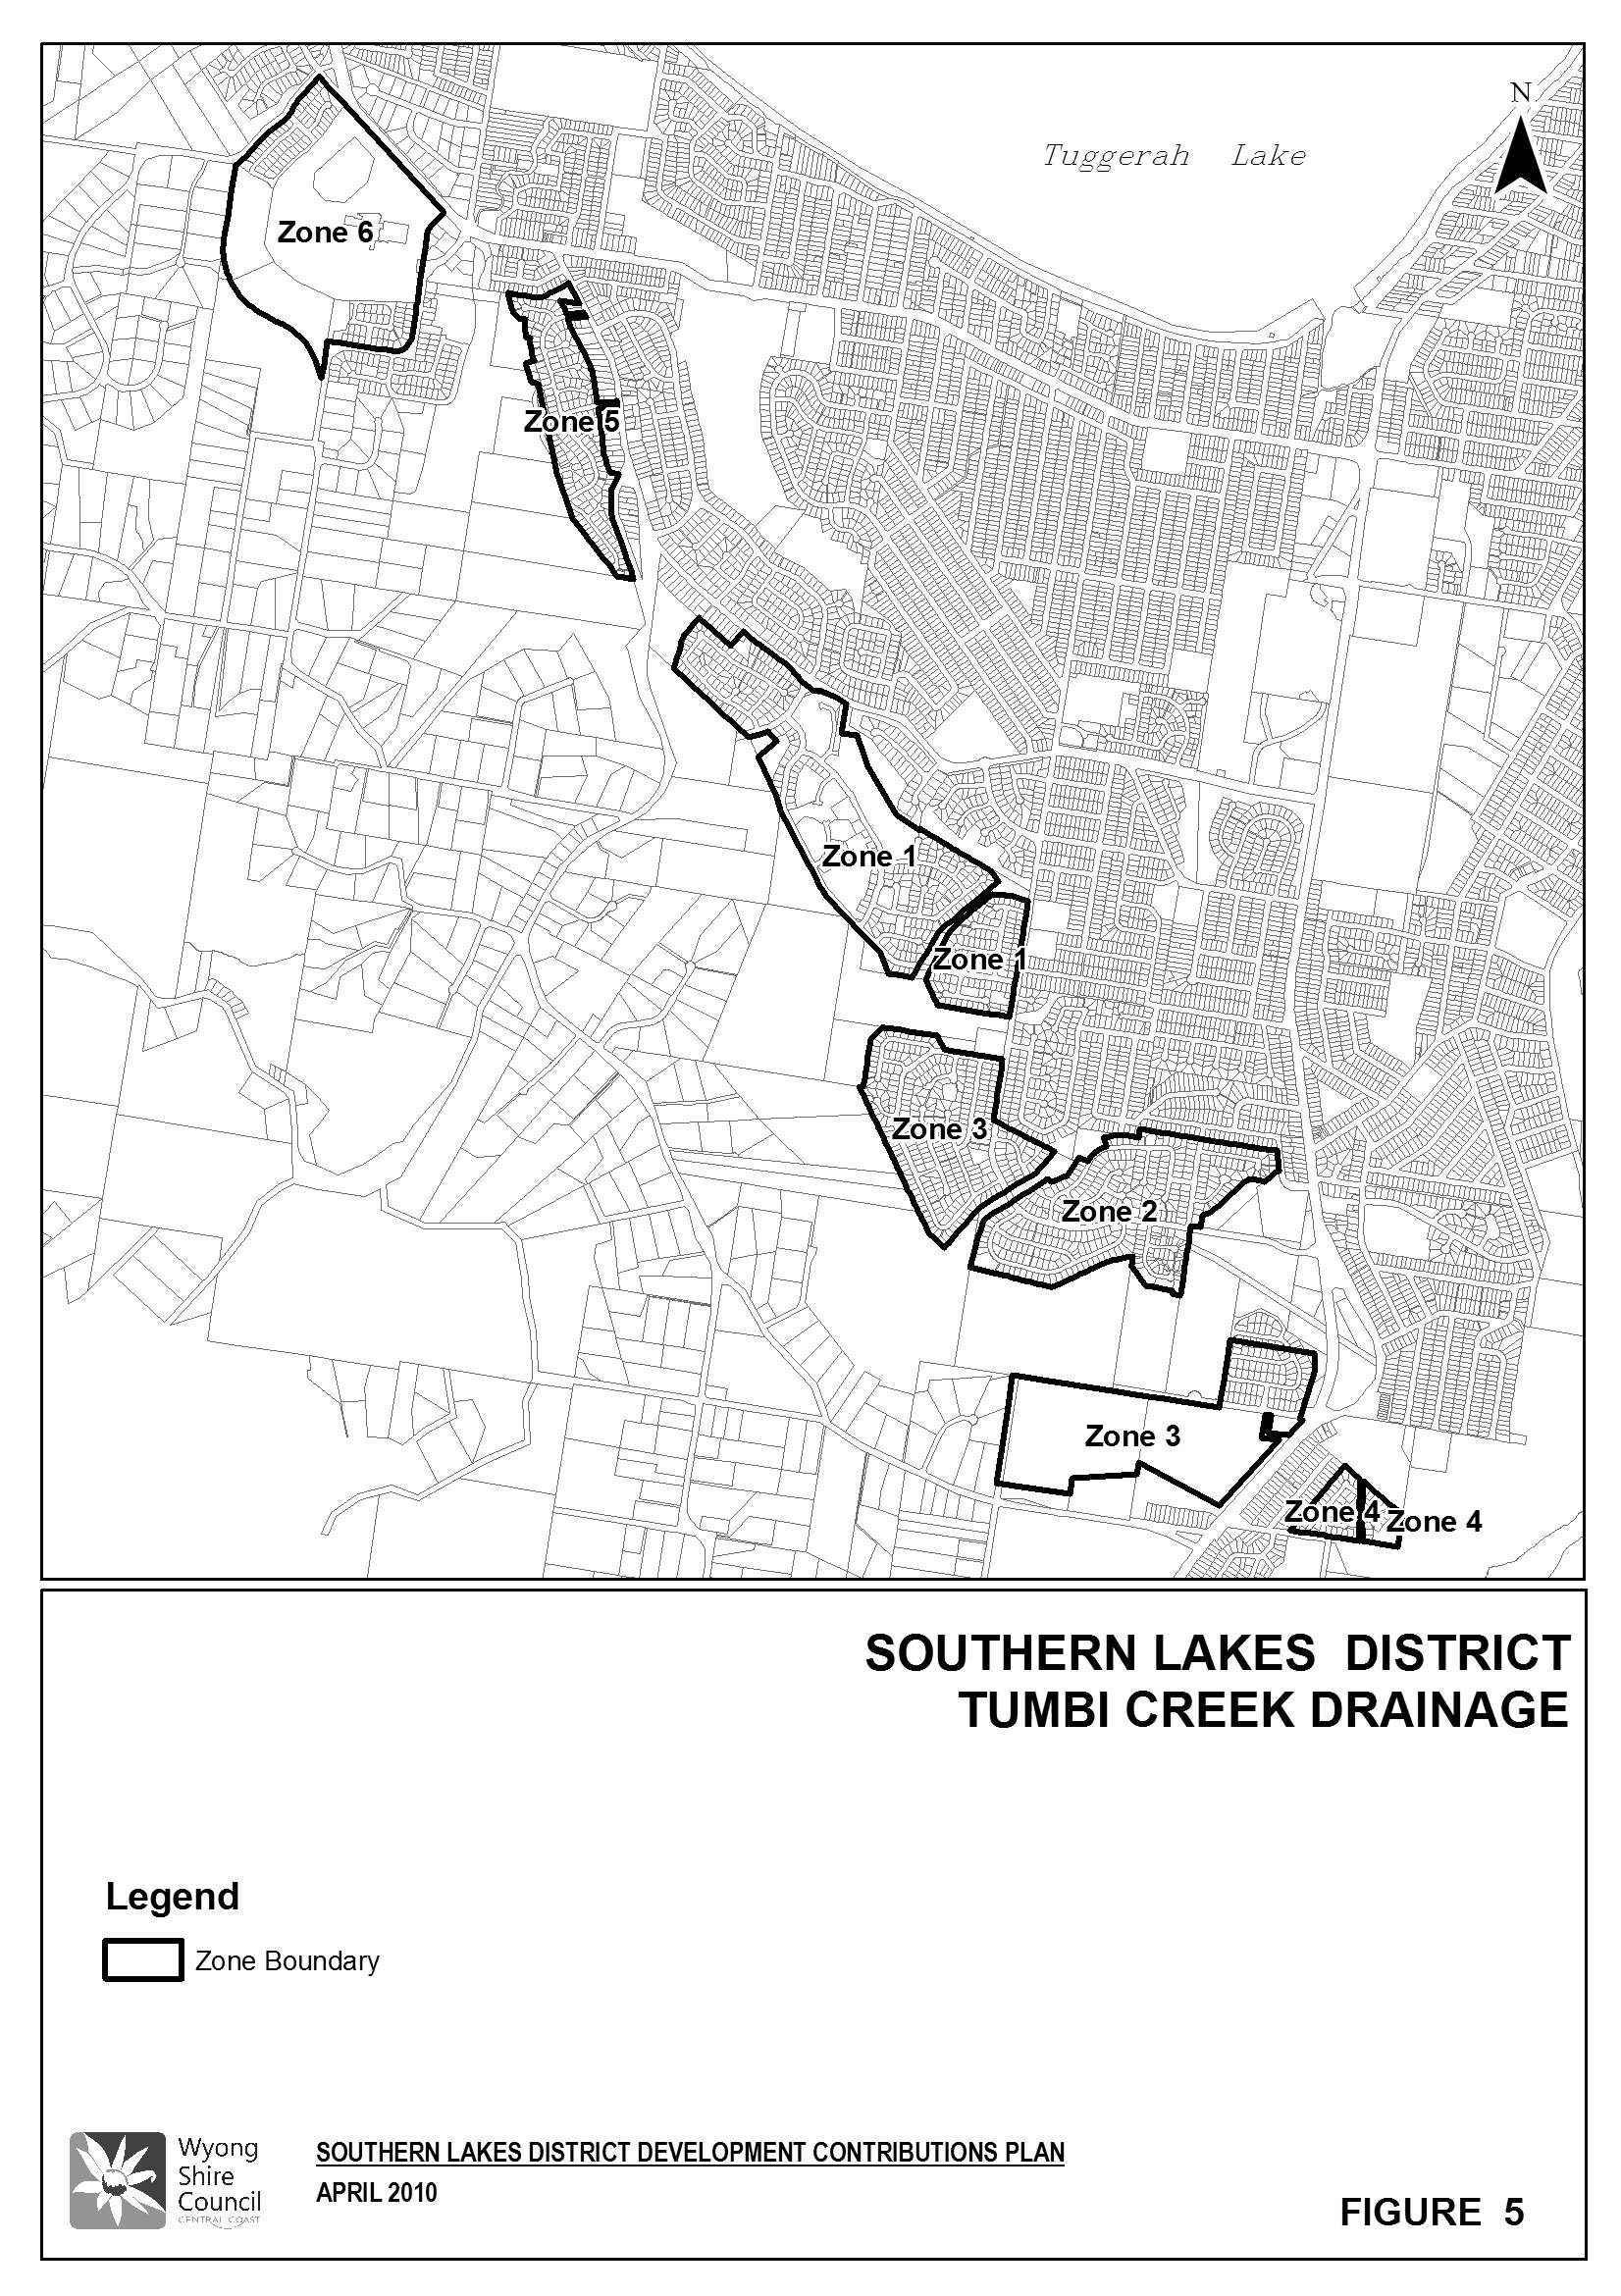 N
Tuggerah Lake
Zone 6
Zone 5
Zone 1
Zone 1
Zone 3
Zone 2
Zone 3
Zone 4
Zone 4
SOUTHERN LAKES DISTRICT
TUMBI CREEK DRAINAGE
Legend
Zone Boundary
Wyong
Shire
Council
CENTRAL COAST
SOUTHERN LAKES DISTRICT DEVELOPMENT CONTRIBUTIONS PLAN
APRIL 2010
FIGURE 5